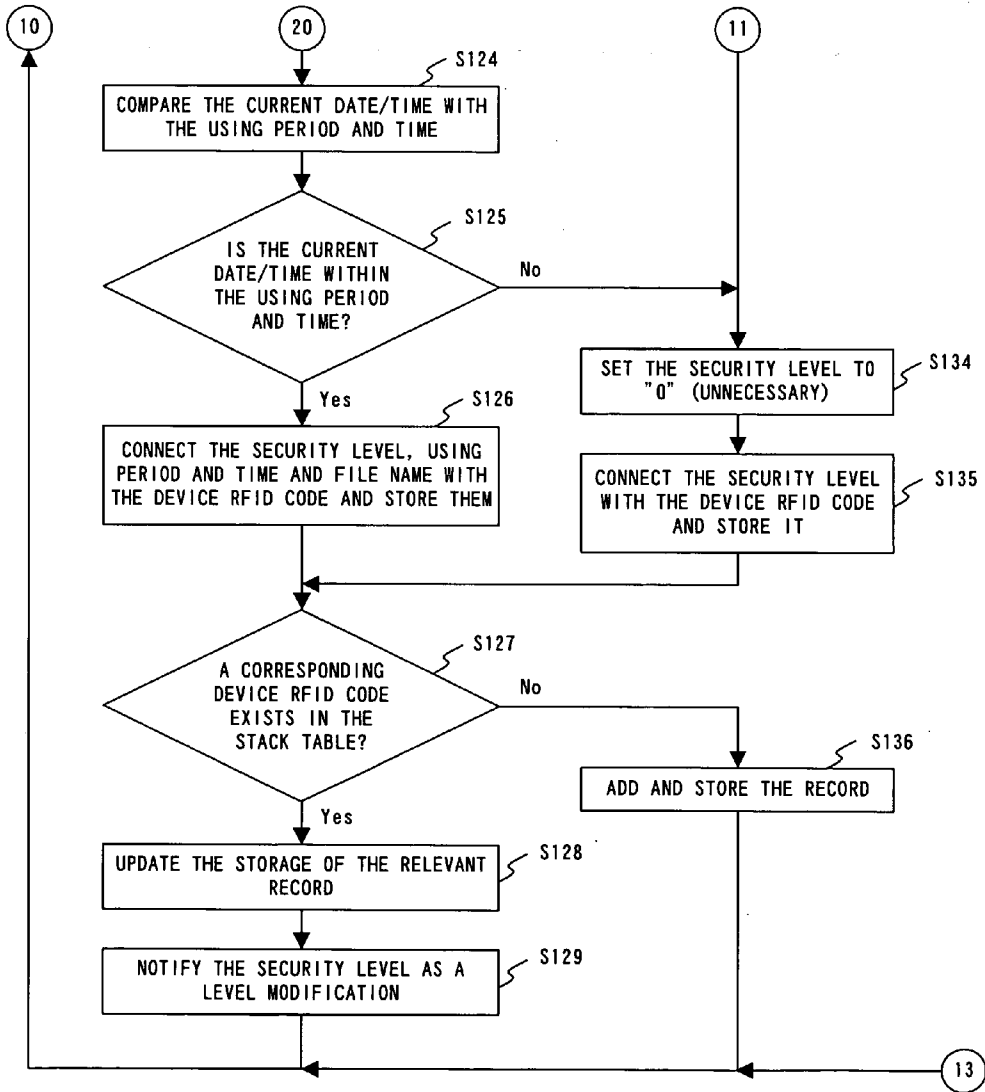 10
20
11
S124
COMPARE THE CURRENT DATE/TIME WITH
THE USING PERIOD AND TIME
S125
IS THE CURRENT
DATE/TIME WITHIN
THE USING PERIOD
AND TIME?
No
Yes
S134
SET THE SECURITY LEVEL TO
"0" (UNNECESSARY)
S126
CONNECT THE SECURITY LEVEL, USING
PERIOD AND TIME AND FILE NAME WITH
THE DEVICE RFID CODE AND STORE THEM
S135
CONNECT THE SECURITY LEVEL
WITH THE DEVICE RFID CODE
AND STORE IT
S127
A CORRESPONDING
DEVICE RFID CODE
EXISTS IN THE
STACK TABLE?
No
Yes
S136
ADD AND STORE THE RECORD
S128
UPDATE THE STORAGE OF THE RELEVANT
RECORD
S129
NOTIFY THE SECURITY LEVEL AS A
LEVEL MODIFICATION
13